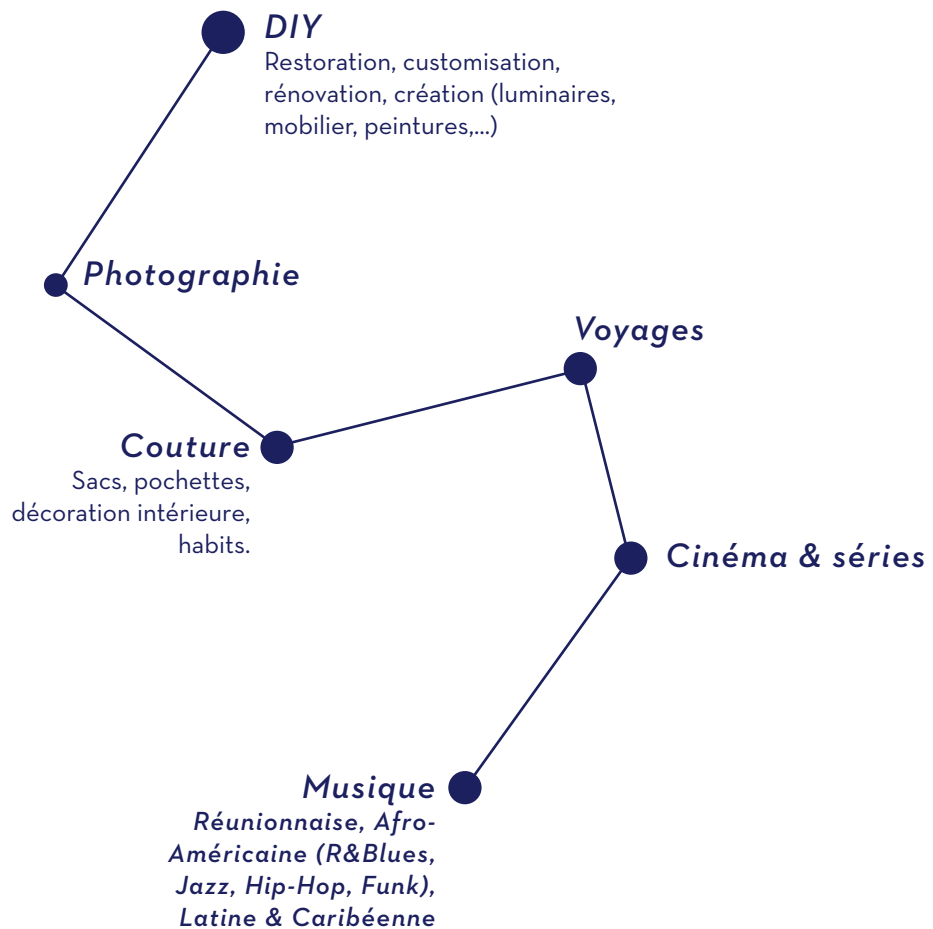 DIY
Restoration, customisation,
rénovation, création (luminaires,
mobilier, peintures,...)
Photographie
Voyages
Couture
Sacs, pochettes,
décoration intérieure,
habits.
Cinéma & séries
Musique
Réunionnaise, Afro-
Américaine (R&Blues,
Jazz, Hip-Hop, Funk),
Latine & Caribéenne